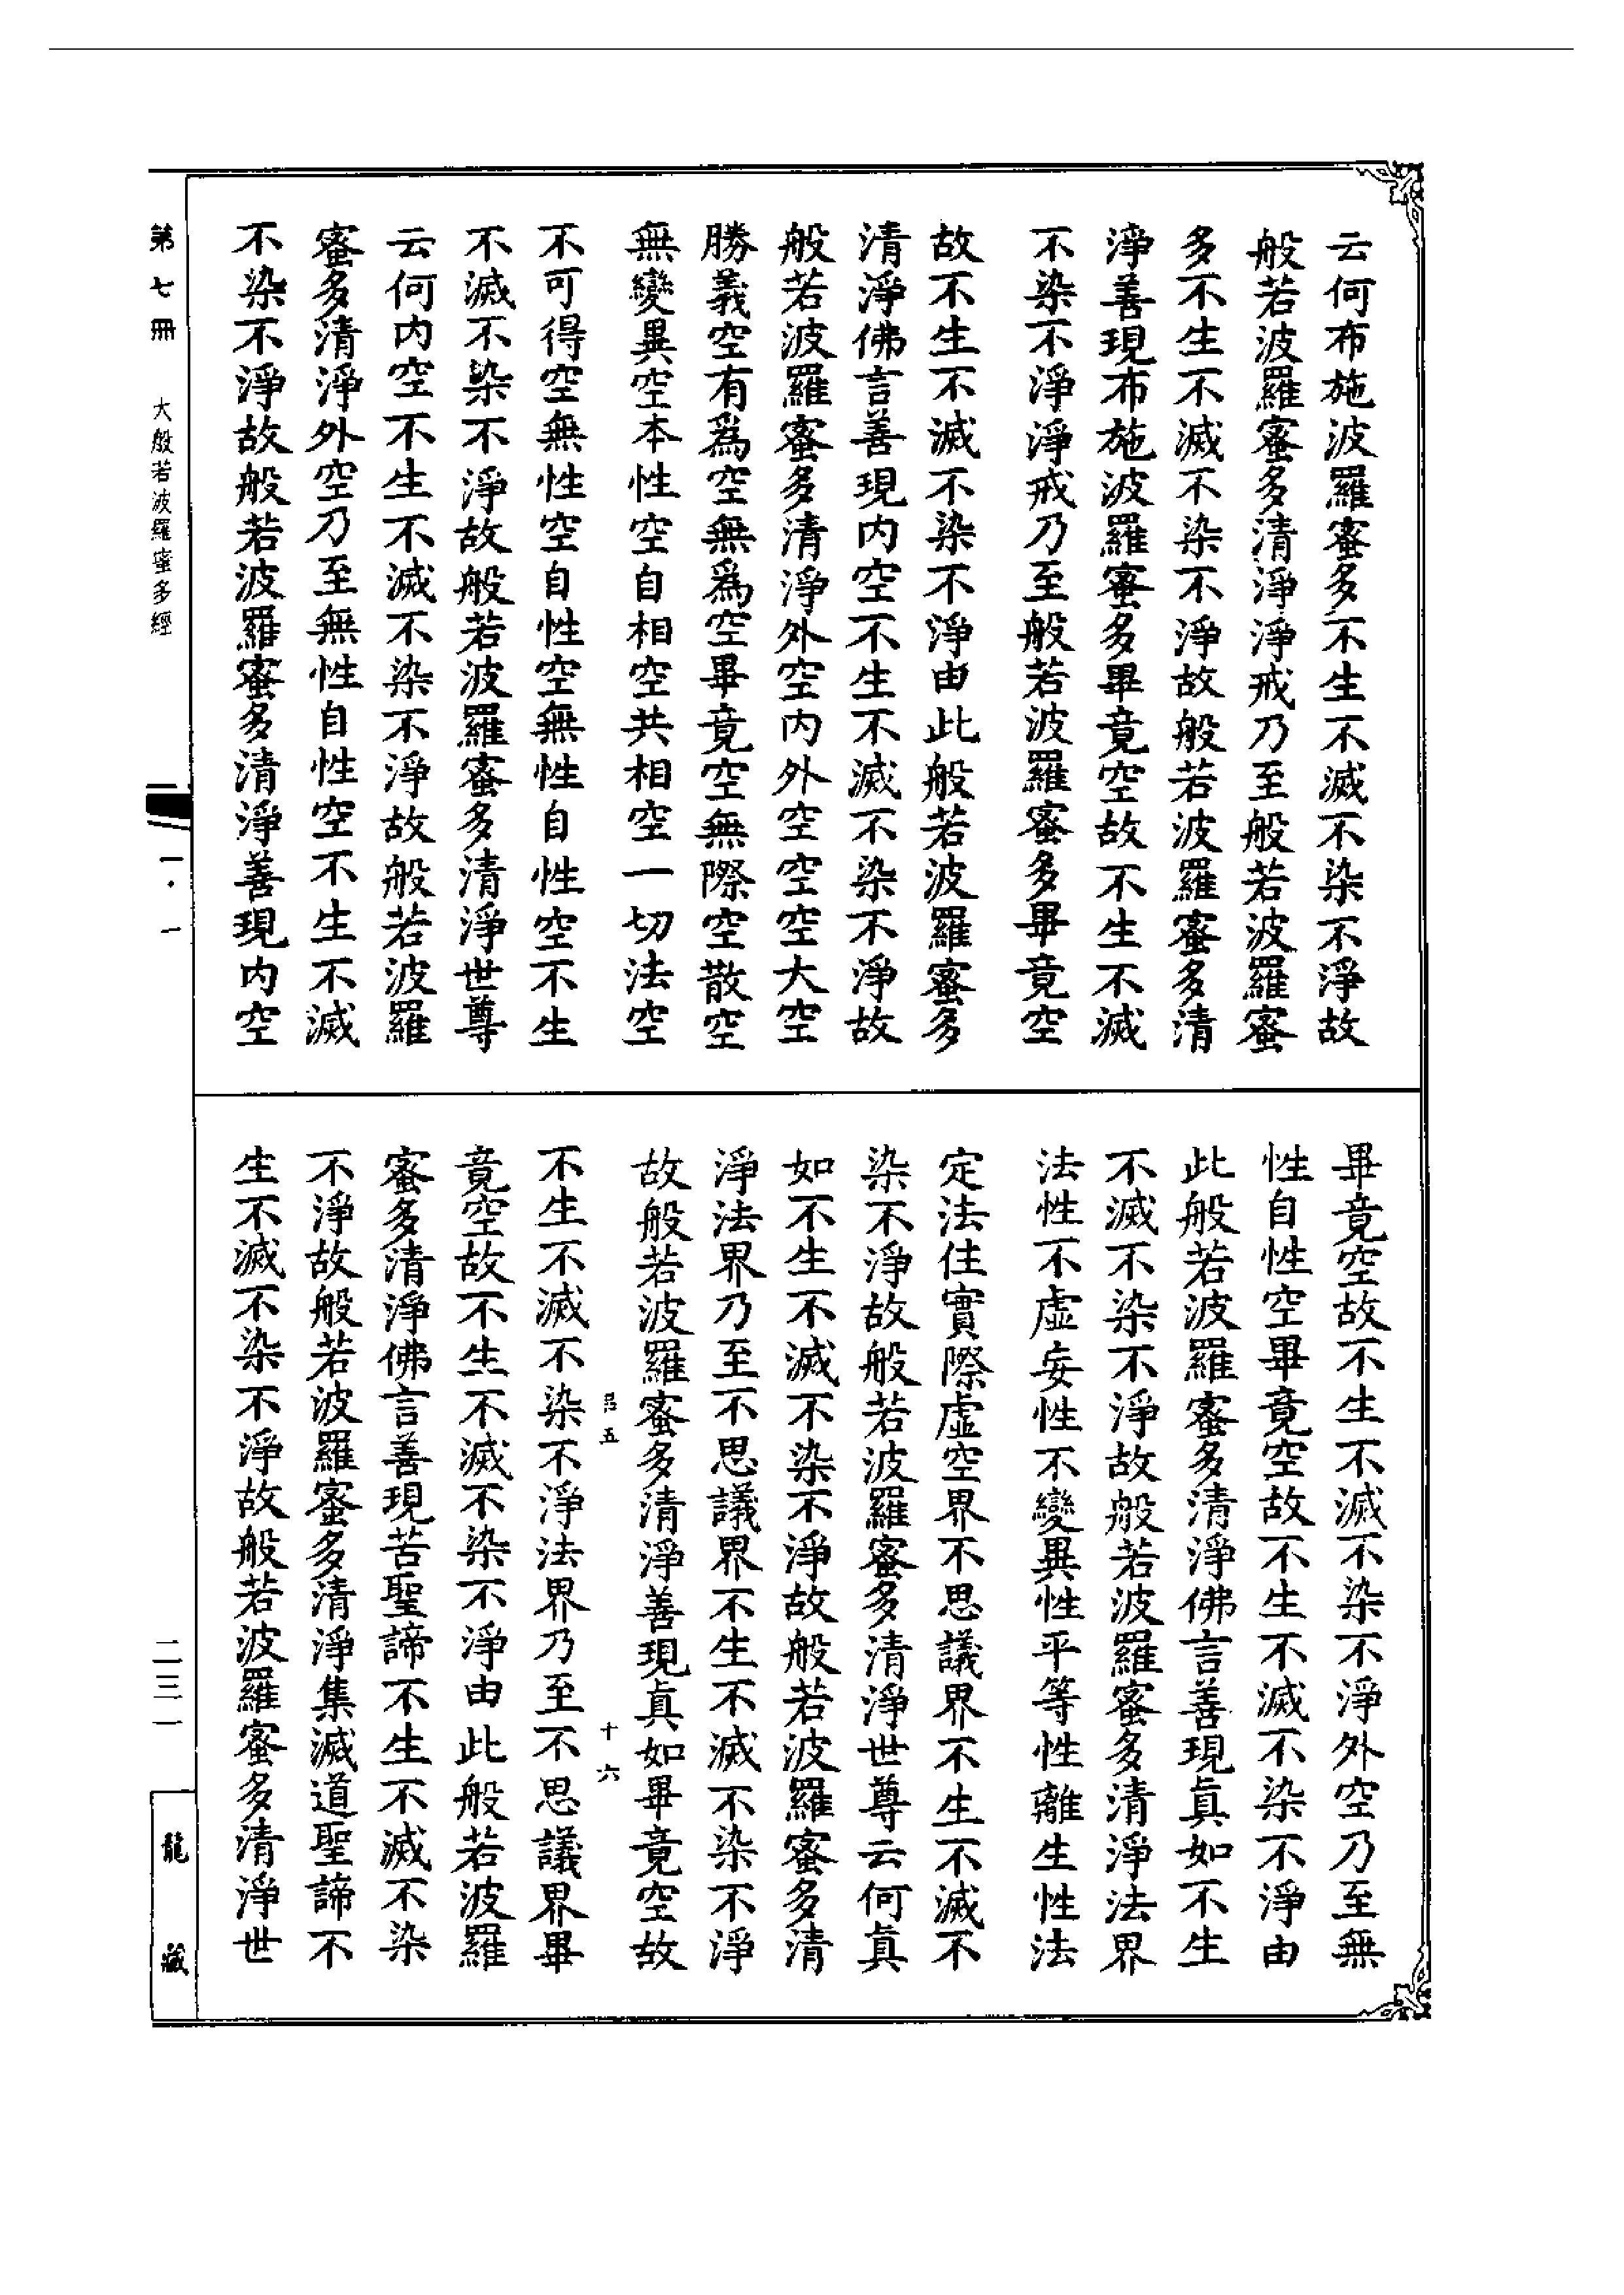 云何布施波羅蜜多不生不滅不染不淨故
般若波羅蜜多清淨淨戒乃至般若波羅蜜
多不生不滅不染不淨故般若波羅蜜多清
淨善現布施波羅蜜多畢竟空故不生不滅
不染不淨淨戒乃至般若波羅蜜多畢竟空
故不生不滅不染不淨由此般若波羅蜜多
清淨佛言善現內空不生不滅不染不淨故
般若波羅蜜多清淨外空內外空空空大空
勝義空有為空無為空畢竟空無際空散空
無變異空本性空自相空共相空一切法空
不可得空無性空自性空無性自性空不生
不滅不染不淨故般若波羅蜜多清淨世尊
云何內空不生不滅不染不淨故般若波羅
蜜多清淨外空乃至無性自性空不生不滅
不染不淨故般若波羅蜜多清淨善現內空
畢竟空故不生不滅不染不淨外空乃至無
性自性空畢竟空故不生不滅不染不淨由
此般若波羅蜜多清淨佛言善現真如不生
不滅不染不淨故般若波羅蜜多清淨法界
法性不虛妄性不變異性平等性離生性法
定法住實際虛空界不思議界不生不滅不
染不淨故般若波羅蜜多清淨世尊云何真
如不生不滅不染不淨故般若波羅蜜多清
淨法界乃至不思議界不生不滅不染不淨
故般若波羅蜜多清淨善現真如畢竟空故
五 十六
不生不滅不染不淨法界乃至不思議界畢
竟空故不生不滅不染不淨由此般若波羅
蜜多清淨佛言善現苦聖諦不生不滅不染
不淨故般若波羅蜜多清淨集滅道聖諦不
生不滅不染不淨故般若波羅蜜多清淨世
第七冊 大般若波羅蜜多經 一·一 二三一 龍藏